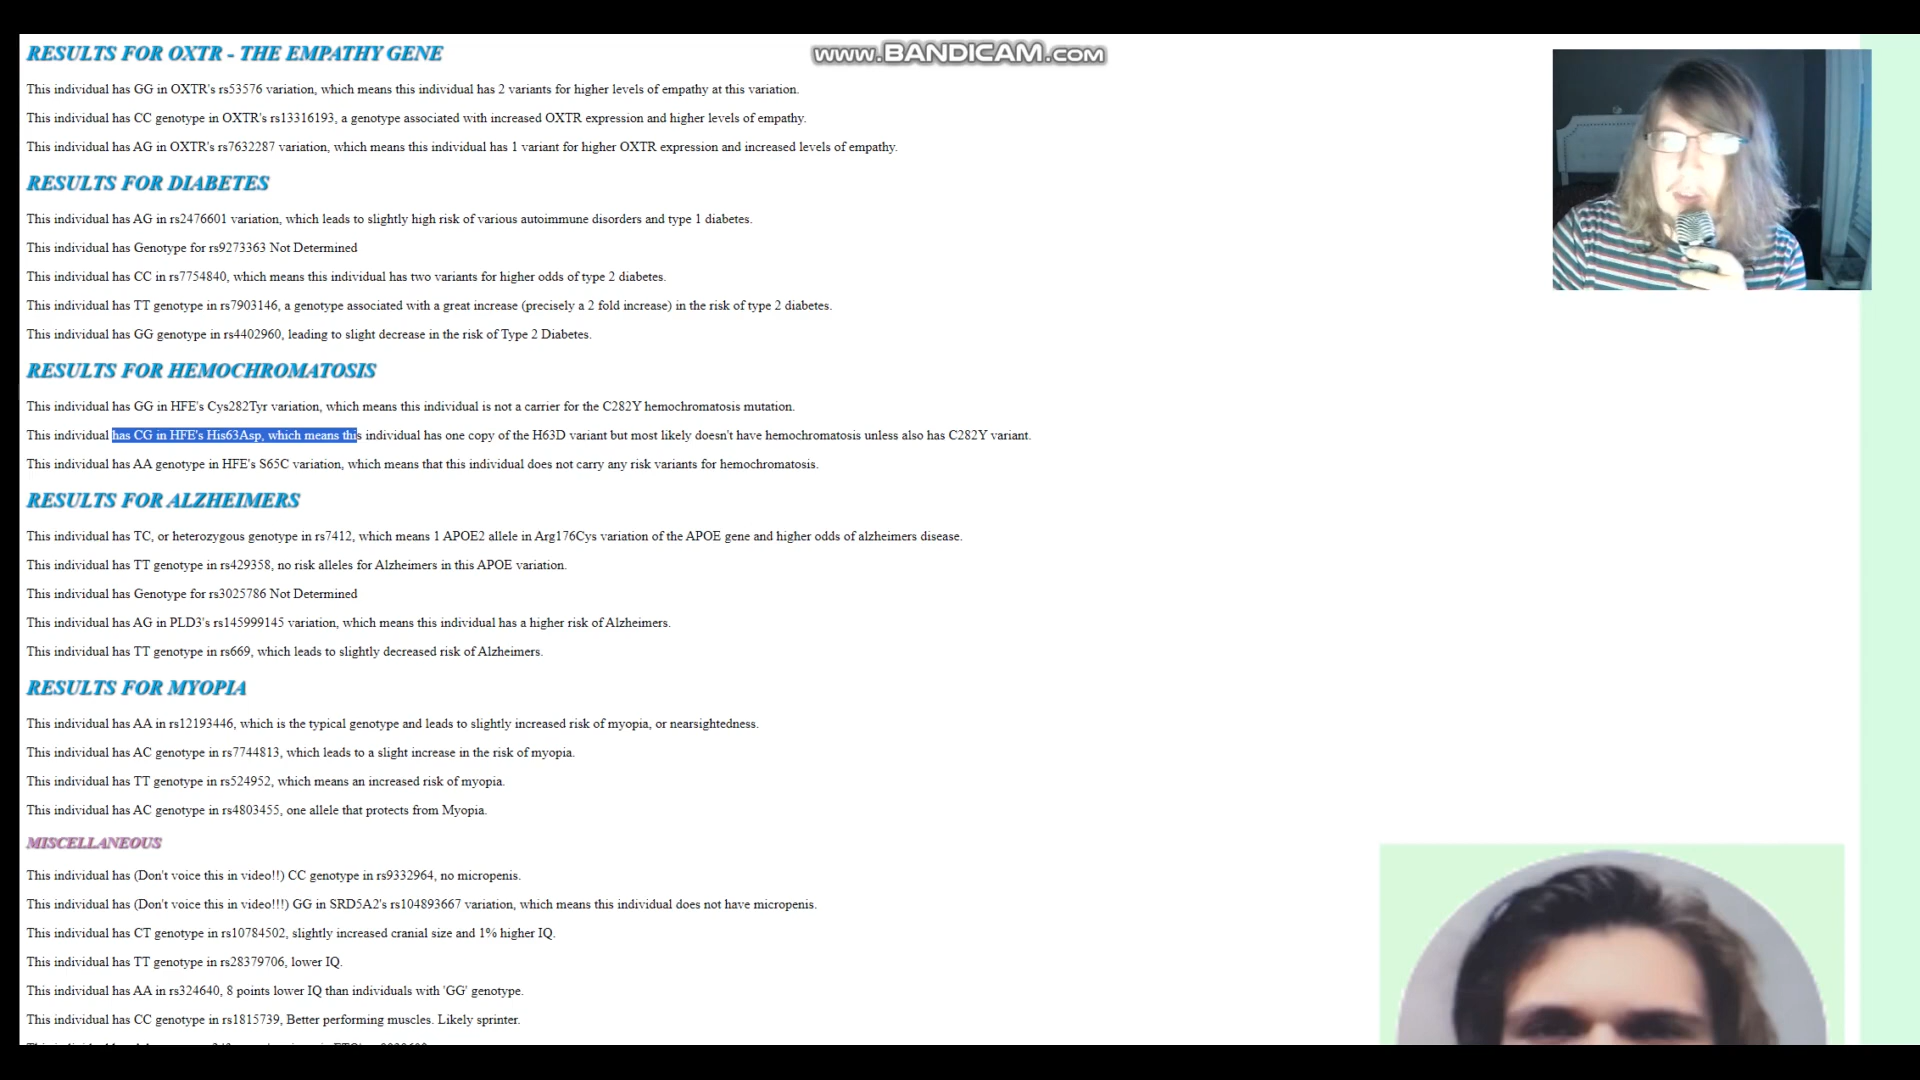 RESULTS FOR OXTR - THE EMPATHY GENE
www.BANDICAM.com
This individual has GG in OXTR's rs53576 variation, which means this individual has 2 variants for higher levels of empathy at this variation.
This individual has CC genotype in OXTR's rs13316193, a genotype associated with increased OXTR expression and higher levels of empathy.
This individual has AG in OXTR's rs7632287 variation, which means this individual has 1 variant for higher OXTR expression and increased levels of empathy.
RESULTS FOR DIABETES
This individual has AG in rs2476601 variation, which leads to slightly high risk of various autoimmune disorders and type 1 diabetes.
This individual has Genotype for rs9273363 Not Determined
This individual has CC in rs7754840, which means this individual has two variants for higher odds of type 2 diabetes.
This individual has TT genotype in rs7903146, a genotype associated with a great increase (precisely a 2 fold increase) in the risk of type 2 diabetes.
This individual has GG genotype in rs4402960, leading to slight decrease in the risk of Type 2 Diabetes.
RESULTS FOR HEMOCHROMATOSIS
This individual has GG in HFE's Cys282Tyr variation, which means this individual is not a carrier for the C282Y hemochromatosis mutation.
This individual has CG in HFE's His63Asp, which means this individual has one copy of the H63D variant but most likely doesn't have hemochromatosis unless also has C282Y variant.
This individual has AA genotype in HFE's S65C variation, which means that this individual does not carry any risk variants for hemochromatosis.
RESULTS FOR ALZHEIMERS
This individual has TC, or heterozygous genotype in rs7412, which means 1 APOE2 allele in Arg176Cys variation of the APOE gene and higher odds of alzheimers disease.
This individual has TT genotype in rs429358, no risk alleles for Alzheimers in this APOE variation.
This individual has Genotype for rs3025786 Not Determined
This individual has AG in PLD3's rs145999145 variation, which means this individual has a higher risk of Alzheimers.
This individual has TT genotype in rs669, which leads to slightly decreased risk of Alzheimers.
RESULTS FOR MYOPIA
This individual has AA in rs12193446, which is the typical genotype and leads to slightly increased risk of myopia, or nearsightedness.
This individual has AC genotype in rs7744813, which leads to a slight increase in the risk of myopia.
This individual has TT genotype in rs524952, which means an increased risk of myopia.
This individual has AC genotype in rs4803455, one allele that protects from Myopia.
MISCELLANEOUS
This individual has (Don't voice this in video!!) CC genotype in rs9332964, no micropenis.
This individual has (Don't voice this in video!!!) GG in SRD5A2's rs104893667 variation, which means this individual does not have micropenis.
This individual has CT genotype in rs10784502, slightly increased cranial size and 1% higher IQ.
This individual has TT genotype in rs28379706, lower IQ.
This individual has AA in rs324640, 8 points lower IQ than individuals with 'GG' genotype.
This individual has CC genotype in rs1815739, Better performing muscles. Likely sprinter.